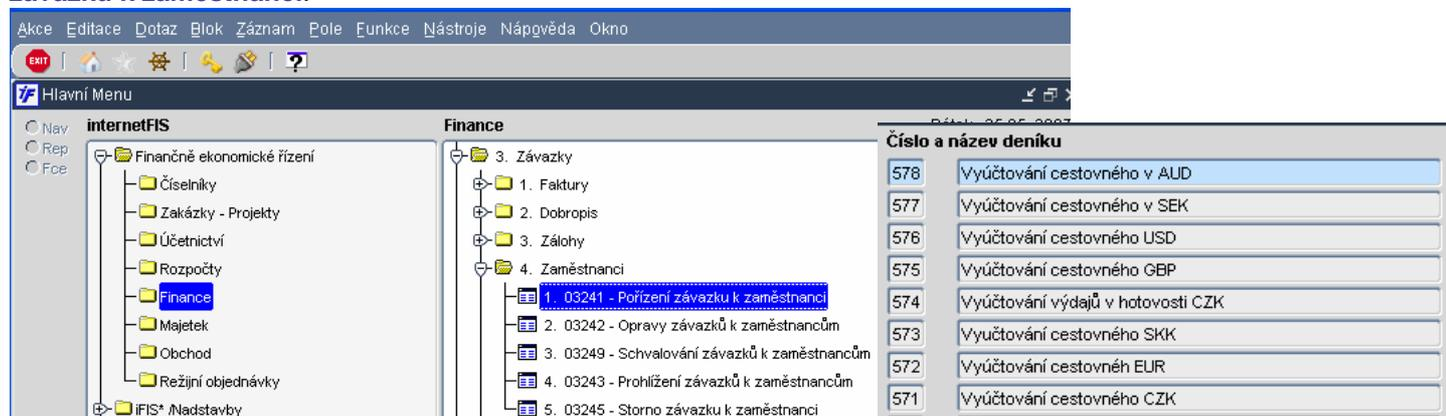 Akce Editace Dotaz Blok Záznam Pole Funkce Nástroje Nápověda Okno
EXIT
Hlavní Menu
Nav
Rep
Fce
internetFIS
Finančně ekonomické řízení
Číselníky
Zakázky - Projekty
Účetnictví
Rozpočty
Finance
Majetek
Obchod
Režijní objednávky
iFIS* /Nadstavby
Finance
3. Závazky
1. Faktury
2. Dobropis
3. Zálohy
4. Zaměstnanci
1. 03241 - Pořízení závazku k zaměstnanci
2. 03242 - Opravy závazků k zaměstnancům
3. 03249 - Schvalování závazků k zaměstnancům
4. 03243 - Prohlížení závazků k zaměstnancům
5. 03245 - Storno závazku k zaměstnanci
Číslo a název deníku
578 Vyúčtování cestovného v AUD
577 Vyúčtování cestovného v SEK
576 Vyúčtování cestovného USD
575 Vyúčtování cestovného GBP
574 Vyúčtování výdajů v hotovosti CZK
573 Vyučtování cestovného SKK
572 Vyúčtování cestovnéh EUR
571 Vyúčtování cestovného CZK